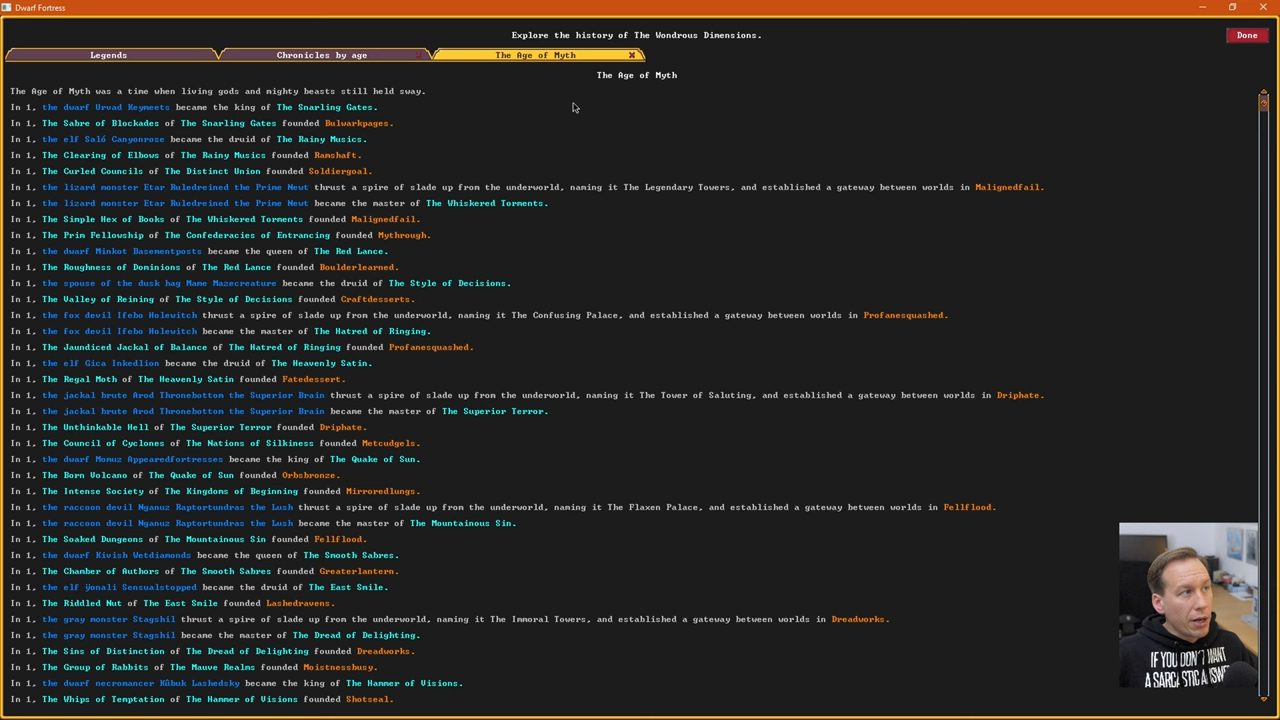 Dwarf Fortress
Explore the history of The Wondrous Dimensions.
Done
Legends
Chronicles by age
The Age of Myth
The Age of Myth
The Age of Myth was a time when living gods and mighty beasts still held sway.
In 1, the dwarf Urvad Keymeets became the king of The Snarling Gates.
In 1, The Sabre of Blockades of The Snarling Gates founded Bulwarkpages.
In 1, the elf Saló Canyonrose became the druid of The Rainy Musics.
In 1, The Clearing of Elbows of The Rainy Musics founded Ramshaft.
In 1, The Curled Councils of The Distinct Union founded Soldiergoal.
In 1, the lizard monster Etar Ruledreined the Prime Newt thrust a spire of slade up from the underworld, naming it The Legendary Towers, and established a gateway between worlds in Malignedfail.
In 1, the lizard monster Etar Ruledreined the Prime Newt became the master of The Whiskered Torments.
In 1, The Simple Hex of Books of The Whiskered Torments founded Malignedfail.
In 1, The Prim Fellowship of The Confederacies of Entrancing founded Mythrough.
In 1, the dwarf Minkot Basementposts became the queen of The Red Lance.
In 1, The Roughness of Dominions of The Red Lance founded Boulderlearned.
In 1, the spouse of the dusk hag Mame Mazecreature became the druid of The Style of Decisions.
In 1, The Valley of Reining of The Style of Decisions founded Craftdesserts.
In 1, the fox devil Ifebo Holewitch thrust a spire of slade up from the underworld, naming it The Confusing Palace, and established a gateway between worlds in Profanesquashed.
In 1, the fox devil Ifebo Holewitch became the master of The Hatred of Ringing.
In 1, The Jaundiced Jackal of Balance of The Hatred of Ringing founded Profanesquashed.
In 1, the elf Gica Inkedlion became the druid of The Heavenly Satin.
In 1, The Regal Moth of The Heavenly Satin founded Fatedessert.
In 1, the jackal brute Arod Thronebottom the Superior Brain thrust a spire of slade up from the underworld, naming it The Tower of Saluting, and established a gateway between worlds in Driphate.
In 1, the jackal brute Arod Thronebottom the Superior Brain became the master of The Superior Terror.
In 1, The Unthinkable Hell of The Superior Terror founded Driphate.
In 1, The Council of Cyclones of The Nations of Silkiness founded Metcudgels.
In 1, the dwarf Momuz Appearedfortresses became the king of The Quake of Sun.
In 1, The Born Volcano of The Quake of Sun founded Orbsbronze.
In 1, The Intense Society of The Kingdoms of Beginning founded Mirroredlungs.
In 1, the raccoon devil Nganuz Raptortundras the Lush thrust a spire of slade up from the underworld, naming it The Flaxen Palace, and established a gateway between worlds in Fellflood.
In 1, the raccoon devil Nganuz Raptortundras the Lush became the master of The Mountainous Sin.
In 1, The Soaked Dungeons of The Mountainous Sin founded Fellflood.
In 1, the dwarf Kivish Wetdiamonds became the queen of The Smooth Sabres.
In 1, The Chamber of Authors of The Smooth Sabres founded Greaterlantern.
In 1, the elf ÿonali Sensualstopped became the druid of The East Smile.
In 1, The Riddled Nut of The East Smile founded Lashedravens.
In 1, the gray monster Stagshil thrust a spire of slade up from the underworld, naming it The Immoral Towers, and established a gateway between worlds in Dreadworks.
In 1, the gray monster Stagshil became the master of The Dread of Delighting.
In 1, The Sins of Distinction of The Dread of Delighting founded Dreadworks.
In 1, The Group of Rabbits of The Mauve Realms founded Moistnessbusy.
In 1, the dwarf necromancer Kûbuk Lashedsky became the king of The Hammer of Visions.
In 1, The Whips of Temptation of The Hammer of Visions founded Shotseal.
IF YOU DON'T WANT
A SARCASTIC ANSW